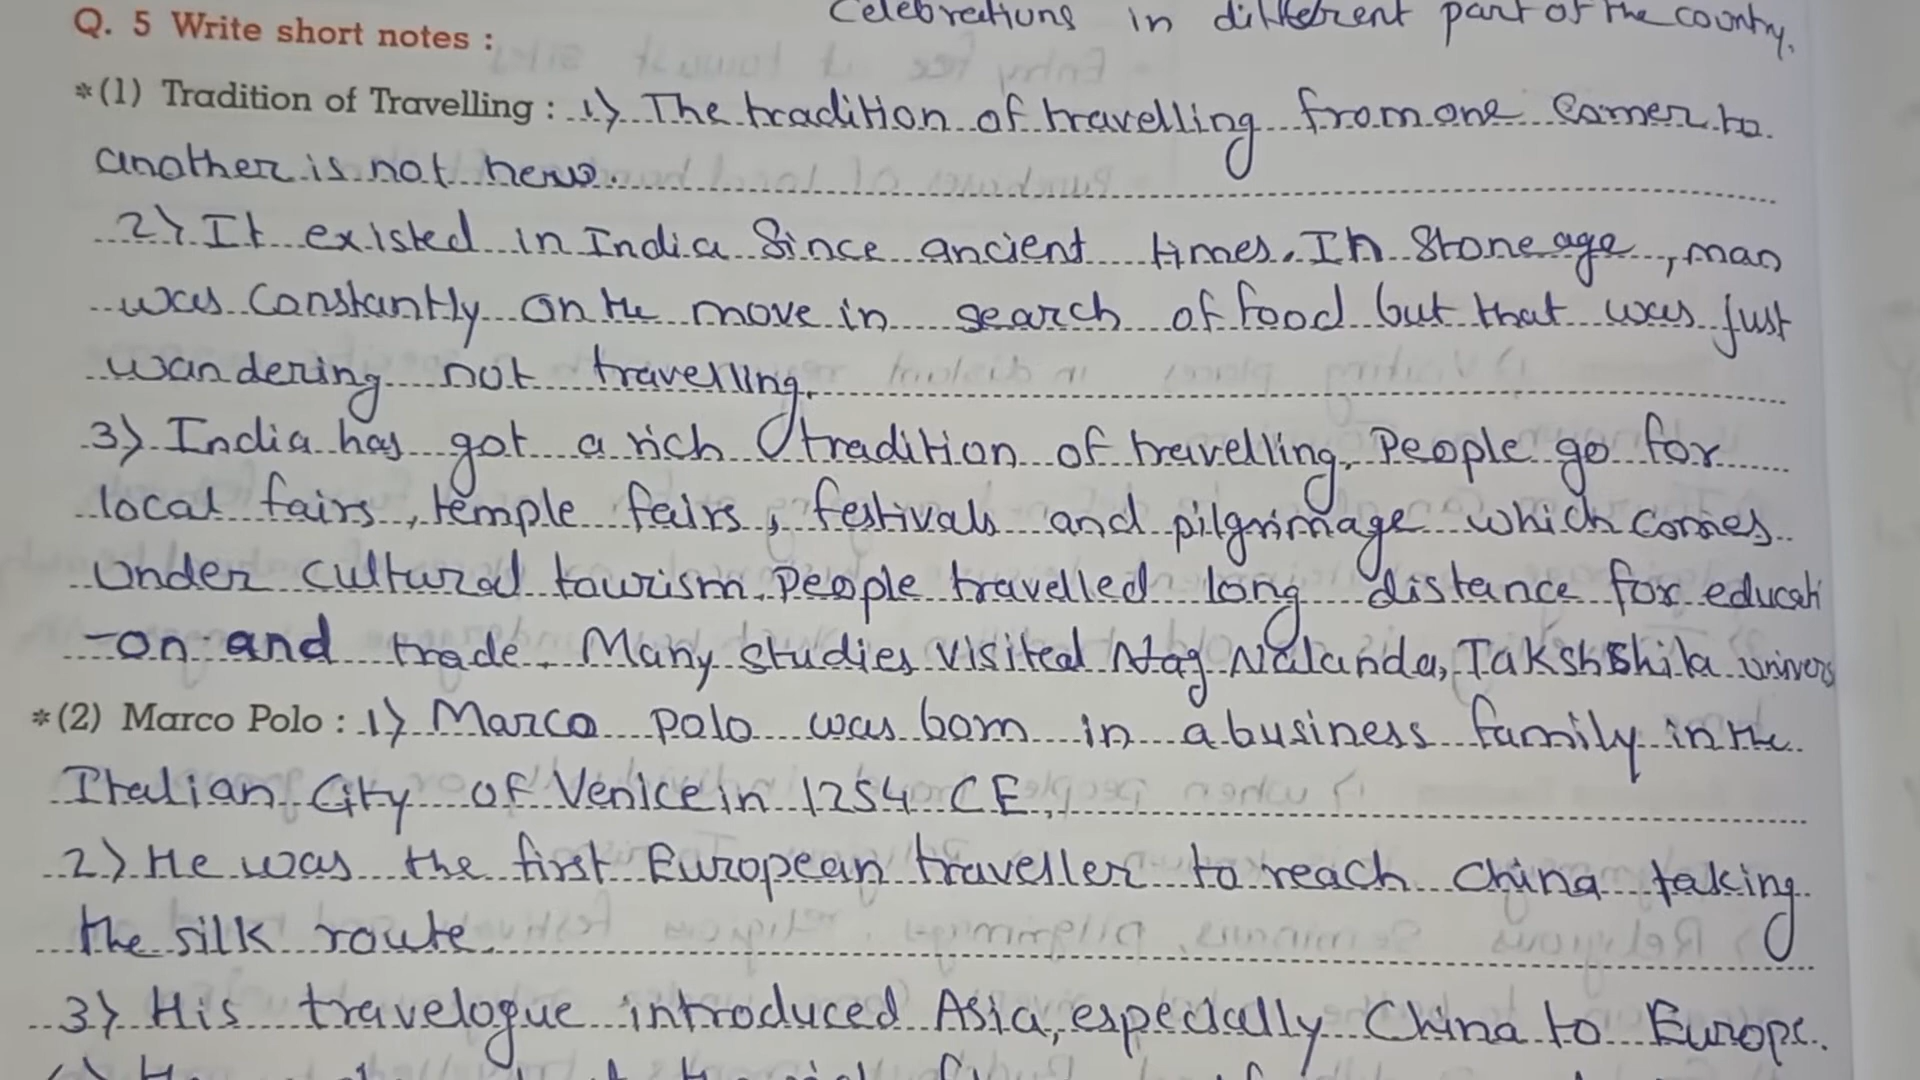 Celebrations in different part of the country.
Q. 5 Write short notes :
*(1) Tradition of Travelling : 1) The tradition of travelling from one corner to
another is not new.
2) It existed in India Since ancient times. In Stone age, man
was Constantly on the move in search of food but that was just
wandering not travelling.
3) India has got a rich tradition of travelling. People go for
local fairs, temple fairs, festivals and pilgrimage which comes
Under cultural tourism. People travelled long distance for educati
-on and trade. Many studies visited Nag Nalanda, Takshshila univers
*(2) Marco Polo : 1) Marco polo was born in a business family in the
Italian City of Venice in 1254 CE.
2) He was the first European traveller to reach China taking
the silk route.
3) His travelogue introduced Asia, especially China to Europe.